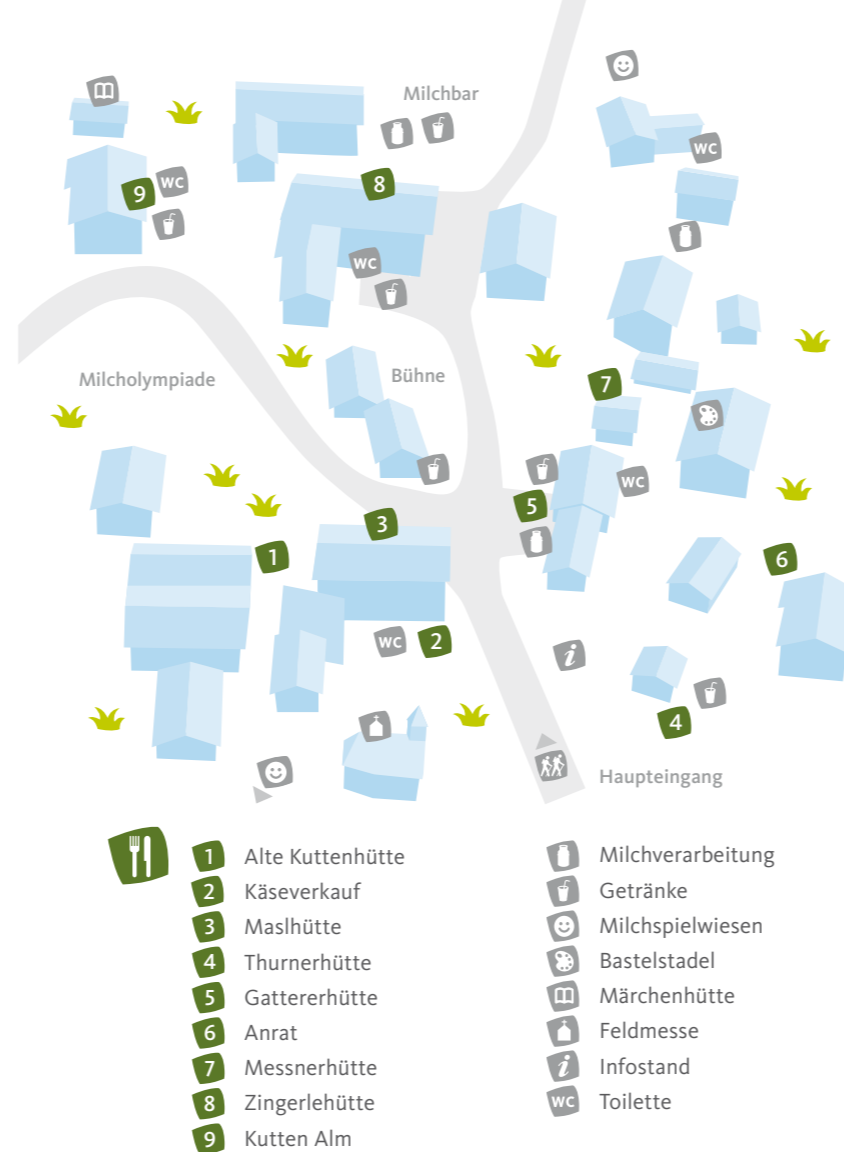 Milchbar
WC
9
WC
8
WC
WC
Milcholympiade
Bühne
7
WC
5
3
1
6
WC
2
i
4
Haupteingang
1 Alte Kuttenhütte
2 Käseverkauf
3 Maslhütte
4 Thurnerhütte
5 Gattererhütte
6 Anrat
7 Messnerhütte
8 Zingerlehütte
9 Kutten Alm
Milchverarbeitung
Getränke
Milchspielwiesen
Bastelstadel
Märchenhütte
Feldmesse
i Infostand
WC Toilette